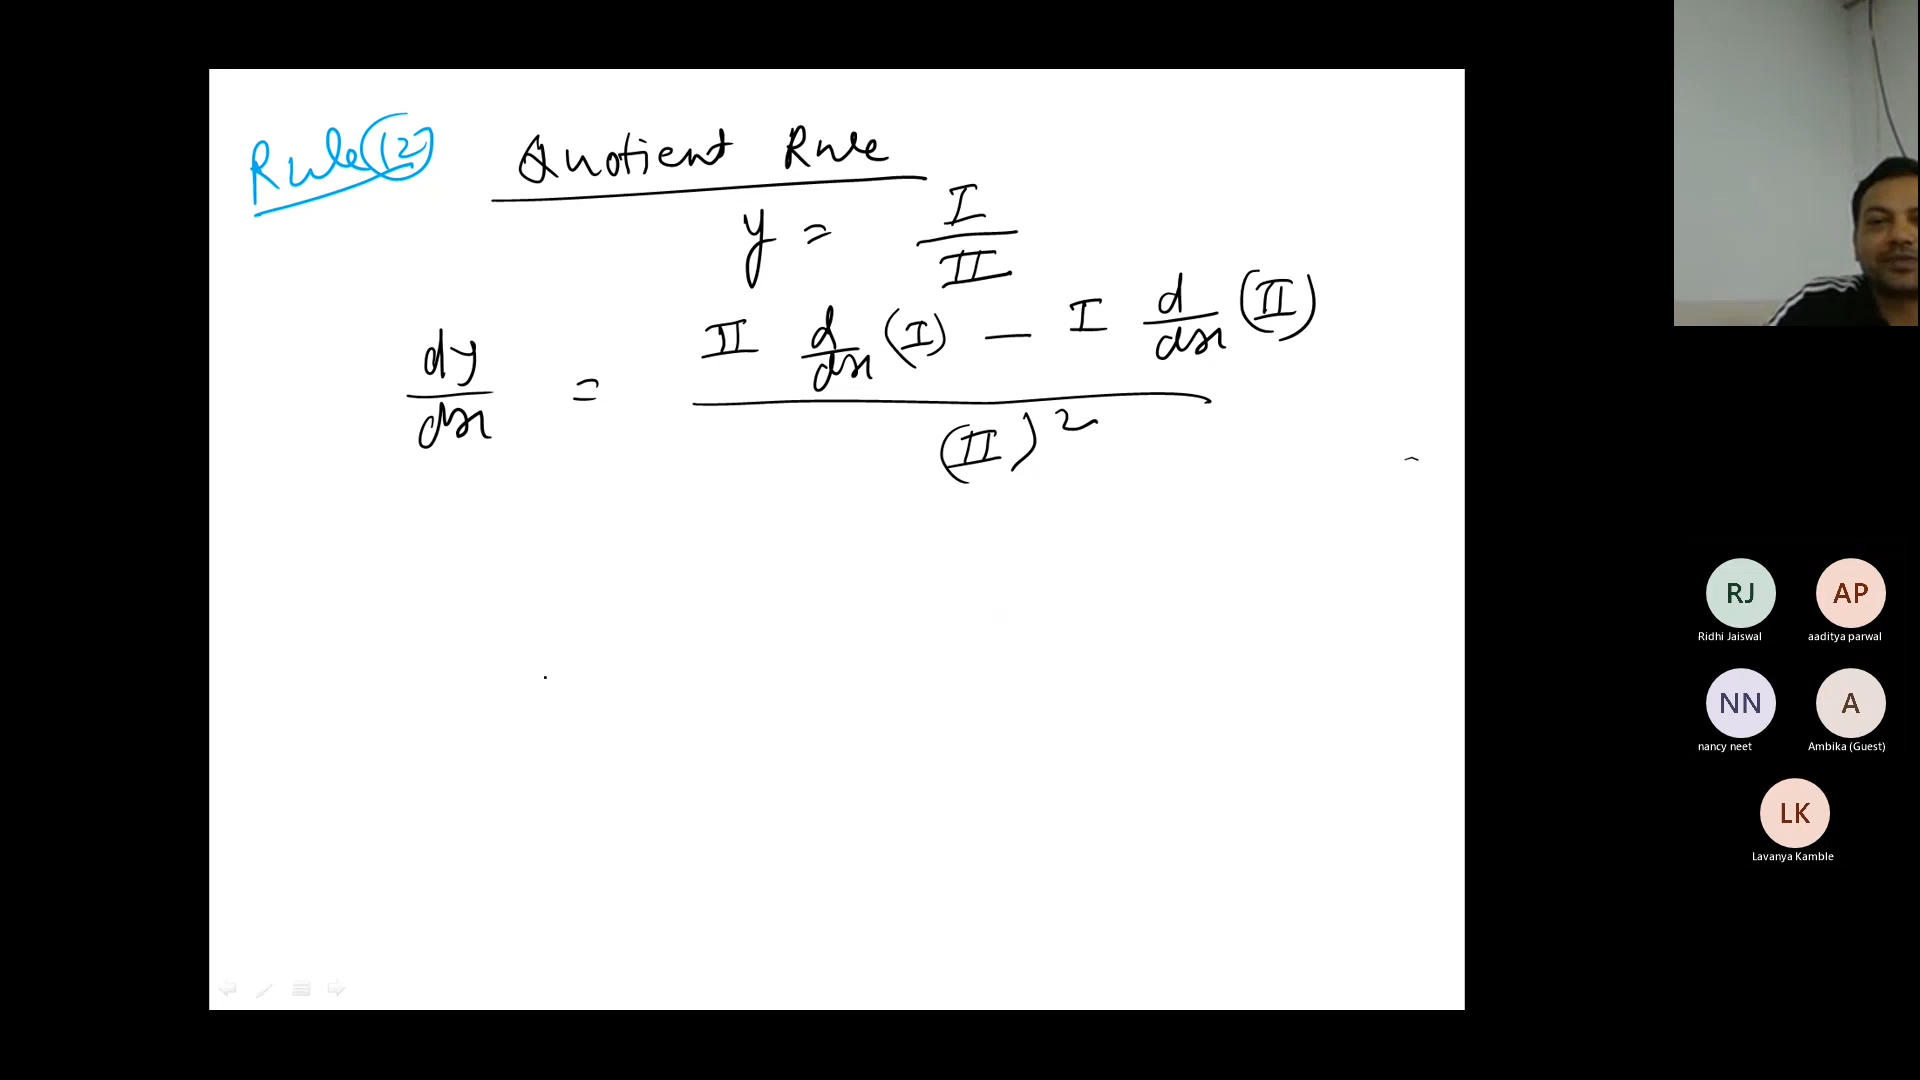 Rule (12) Quotient Rule
y = I / II
dy/dx = II d/dx (I) – I d/dx (II) / (II)²
RJ AP
Ridhi Jaiswal aaditya parwal
NN A
nancy neet Ambika (Guest)
LK
Lavanya Kamble